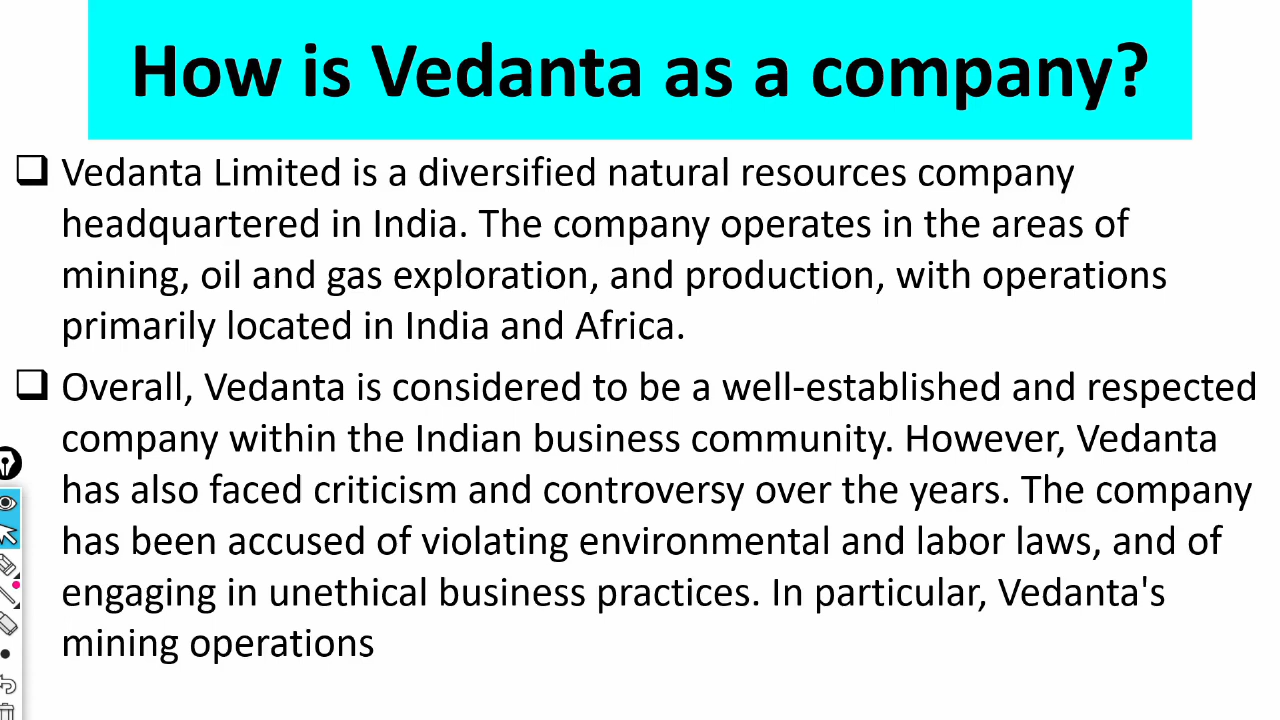 How is Vedanta as a company?
Vedanta Limited is a diversified natural resources company
headquartered in India. The company operates in the areas of
mining, oil and gas exploration, and production, with operations
primarily located in India and Africa.
Overall, Vedanta is considered to be a well-established and respected
company within the Indian business community. However, Vedanta
has also faced criticism and controversy over the years. The company
has been accused of violating environmental and labor laws, and of
engaging in unethical business practices. In particular, Vedanta's
mining operations